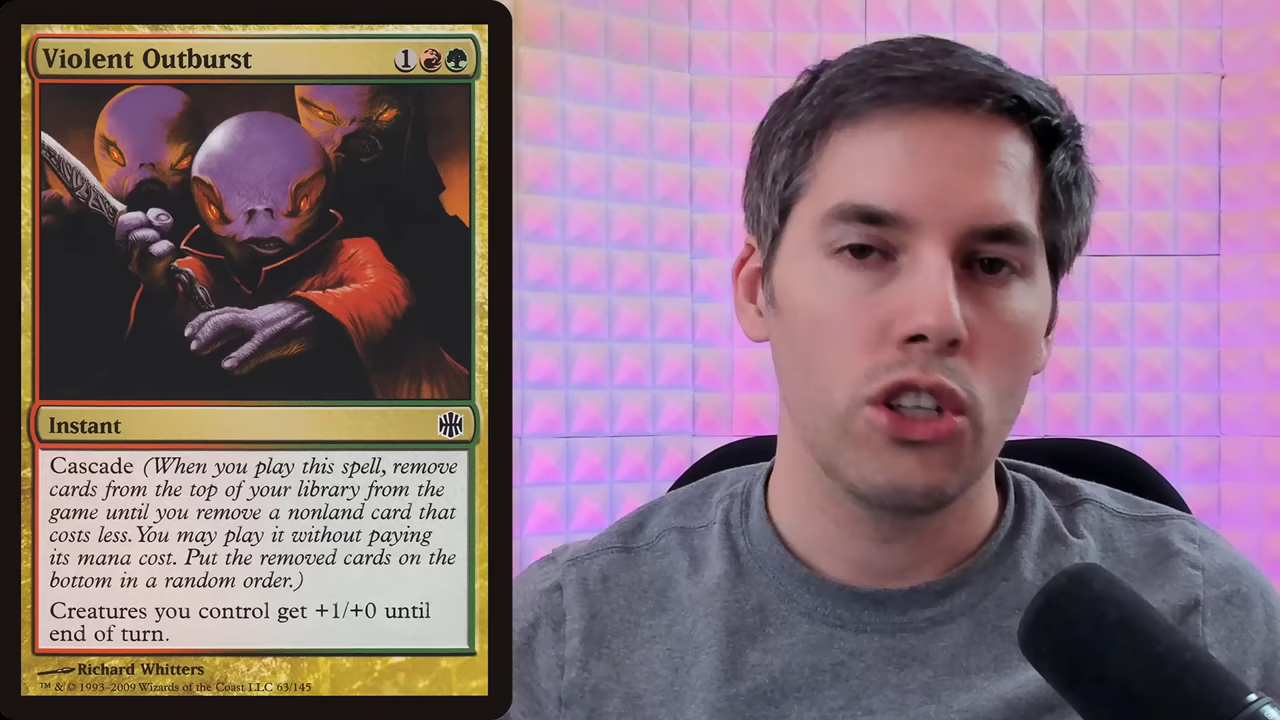 Violent Outburst 1
Instant
Cascade (When you play this spell, remove
cards from the top of your library from the
game until you remove a nonland card that
costs less. You may play it without paying
its mana cost. Put the removed cards on the
bottom in a random order.)
Creatures you control get +1/+0 until
end of turn.
Richard Whitters
™ & © 1993–2009 Wizards of the Coast LLC 63/145